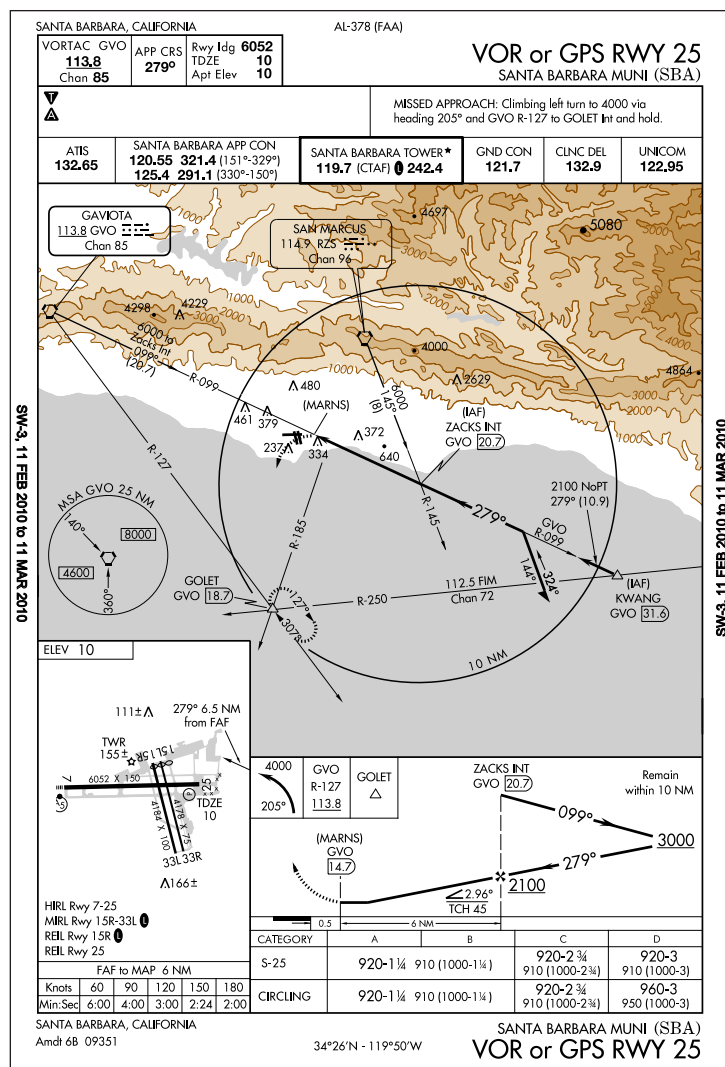 SANTA BARBARA, CALIFORNIA
AL-378 (FAA)
VORTAC GVO
113.8
Chan 85
APP CRS
279°
Rwy ldg 6052
TDZE 10
Apt Elev 10
VOR or GPS RWY 25
SANTA BARBARA MUNI (SBA)
T
A
MISSED APPROACH: Climbing left turn to 4000 via
heading 205° and GVO R-127 to GOLET Int and hold.
ATIS
132.65
SANTA BARBARA APP CON
120.55 321.4 (151°-329°)
125.4 291.1 (330°-150°)
SANTA BARBARA TOWER*
119.7 (CTAF) L 242.4
GND CON
121.7
CLNC DEL
132.9
UNICOM
122.95
GAVIOTA
113.8 GVO
Chan 85
SAN MARCUS
114.9 RZS
Chan 96
4697
5080
3000
1000
2000
3000
4298
4229
3000
2000
1000
4000
1000
4864
2629
6000 to
Zacks Int
099°
(20.7)
R-099
480
6000
145°
(8)
(MARNS)
461
379
237
334
372
640
(IAF)
ZACKS INT
GVO 20.7
R-127
R-185
R-145
279°
2100 NoPT
279° (10.9)
GVO
R-099
MSA GVO 25 NM
140°
8000
4600
360°
GOLET
GVO 18.7
127°
307°
R-250
112.5 FIM
Chan 72
144°
324°
(IAF)
KWANG
GVO 31.6
10 NM
SW-3, 11 FEB 2010 to 11 MAR 2010
SW-3, 11 FEB 2010 to 11 MAR 2010
ELEV 10
111±
279° 6.5 NM
from FAF
TWR
155±
15L
15R
7
6052 X 150
25
P
TDZE
10
A5
4184 X 100
4178 X 75
33L
33R
166±
HIRL Rwy 7-25
MIRL Rwy 15R-33L L
REIL Rwy 15R L
REIL Rwy 25
FAF to MAP 6 NM
Knots 60 90 120 150 180
Min:Sec 6:00 4:00 3:00 2:24 2:00
4000
205°
GVO
R-127
113.8
GOLET
ZACKS INT
GVO 20.7
Remain
within 10 NM
099°
3000
279°
(MARNS)
GVO
14.7
2100
2.96°
TCH 45
0.5
6 NM
CATEGORY A B C D
S-25 920-1¼ 910 (1000-1¼) 920-2¾ 910 (1000-2¾) 920-3 910 (1000-3)
CIRCLING 920-1¼ 910 (1000-1¼) 920-2¾ 910 (1000-2¾) 960-3 950 (1000-3)
SANTA BARBARA, CALIFORNIA
Amdt 6B 09351
34°26'N - 119°50'W
SANTA BARBARA MUNI (SBA)
VOR or GPS RWY 25